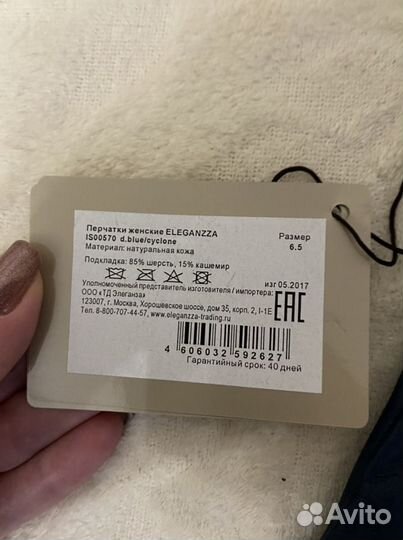 Перчатки женские ELEGANZZA
Размер
IS00570 d.blue/cyclone
6.5
Материал: натуральная кожа
Подкладка: 85% шерсть, 15% кашемир
изг 05.2017
Уполномоченный представитель изготовителя / импортера:
ООО «ТД Элеганза»
123007, г. Москва, Хорошевское шоссе, дом 35, корп. 2, I-1E
Тел. 8-800-707-44-57, www.eleganzza-trading.ru
EAC
4 606032 592627
Гарантийный срок: 40 дней
Avito